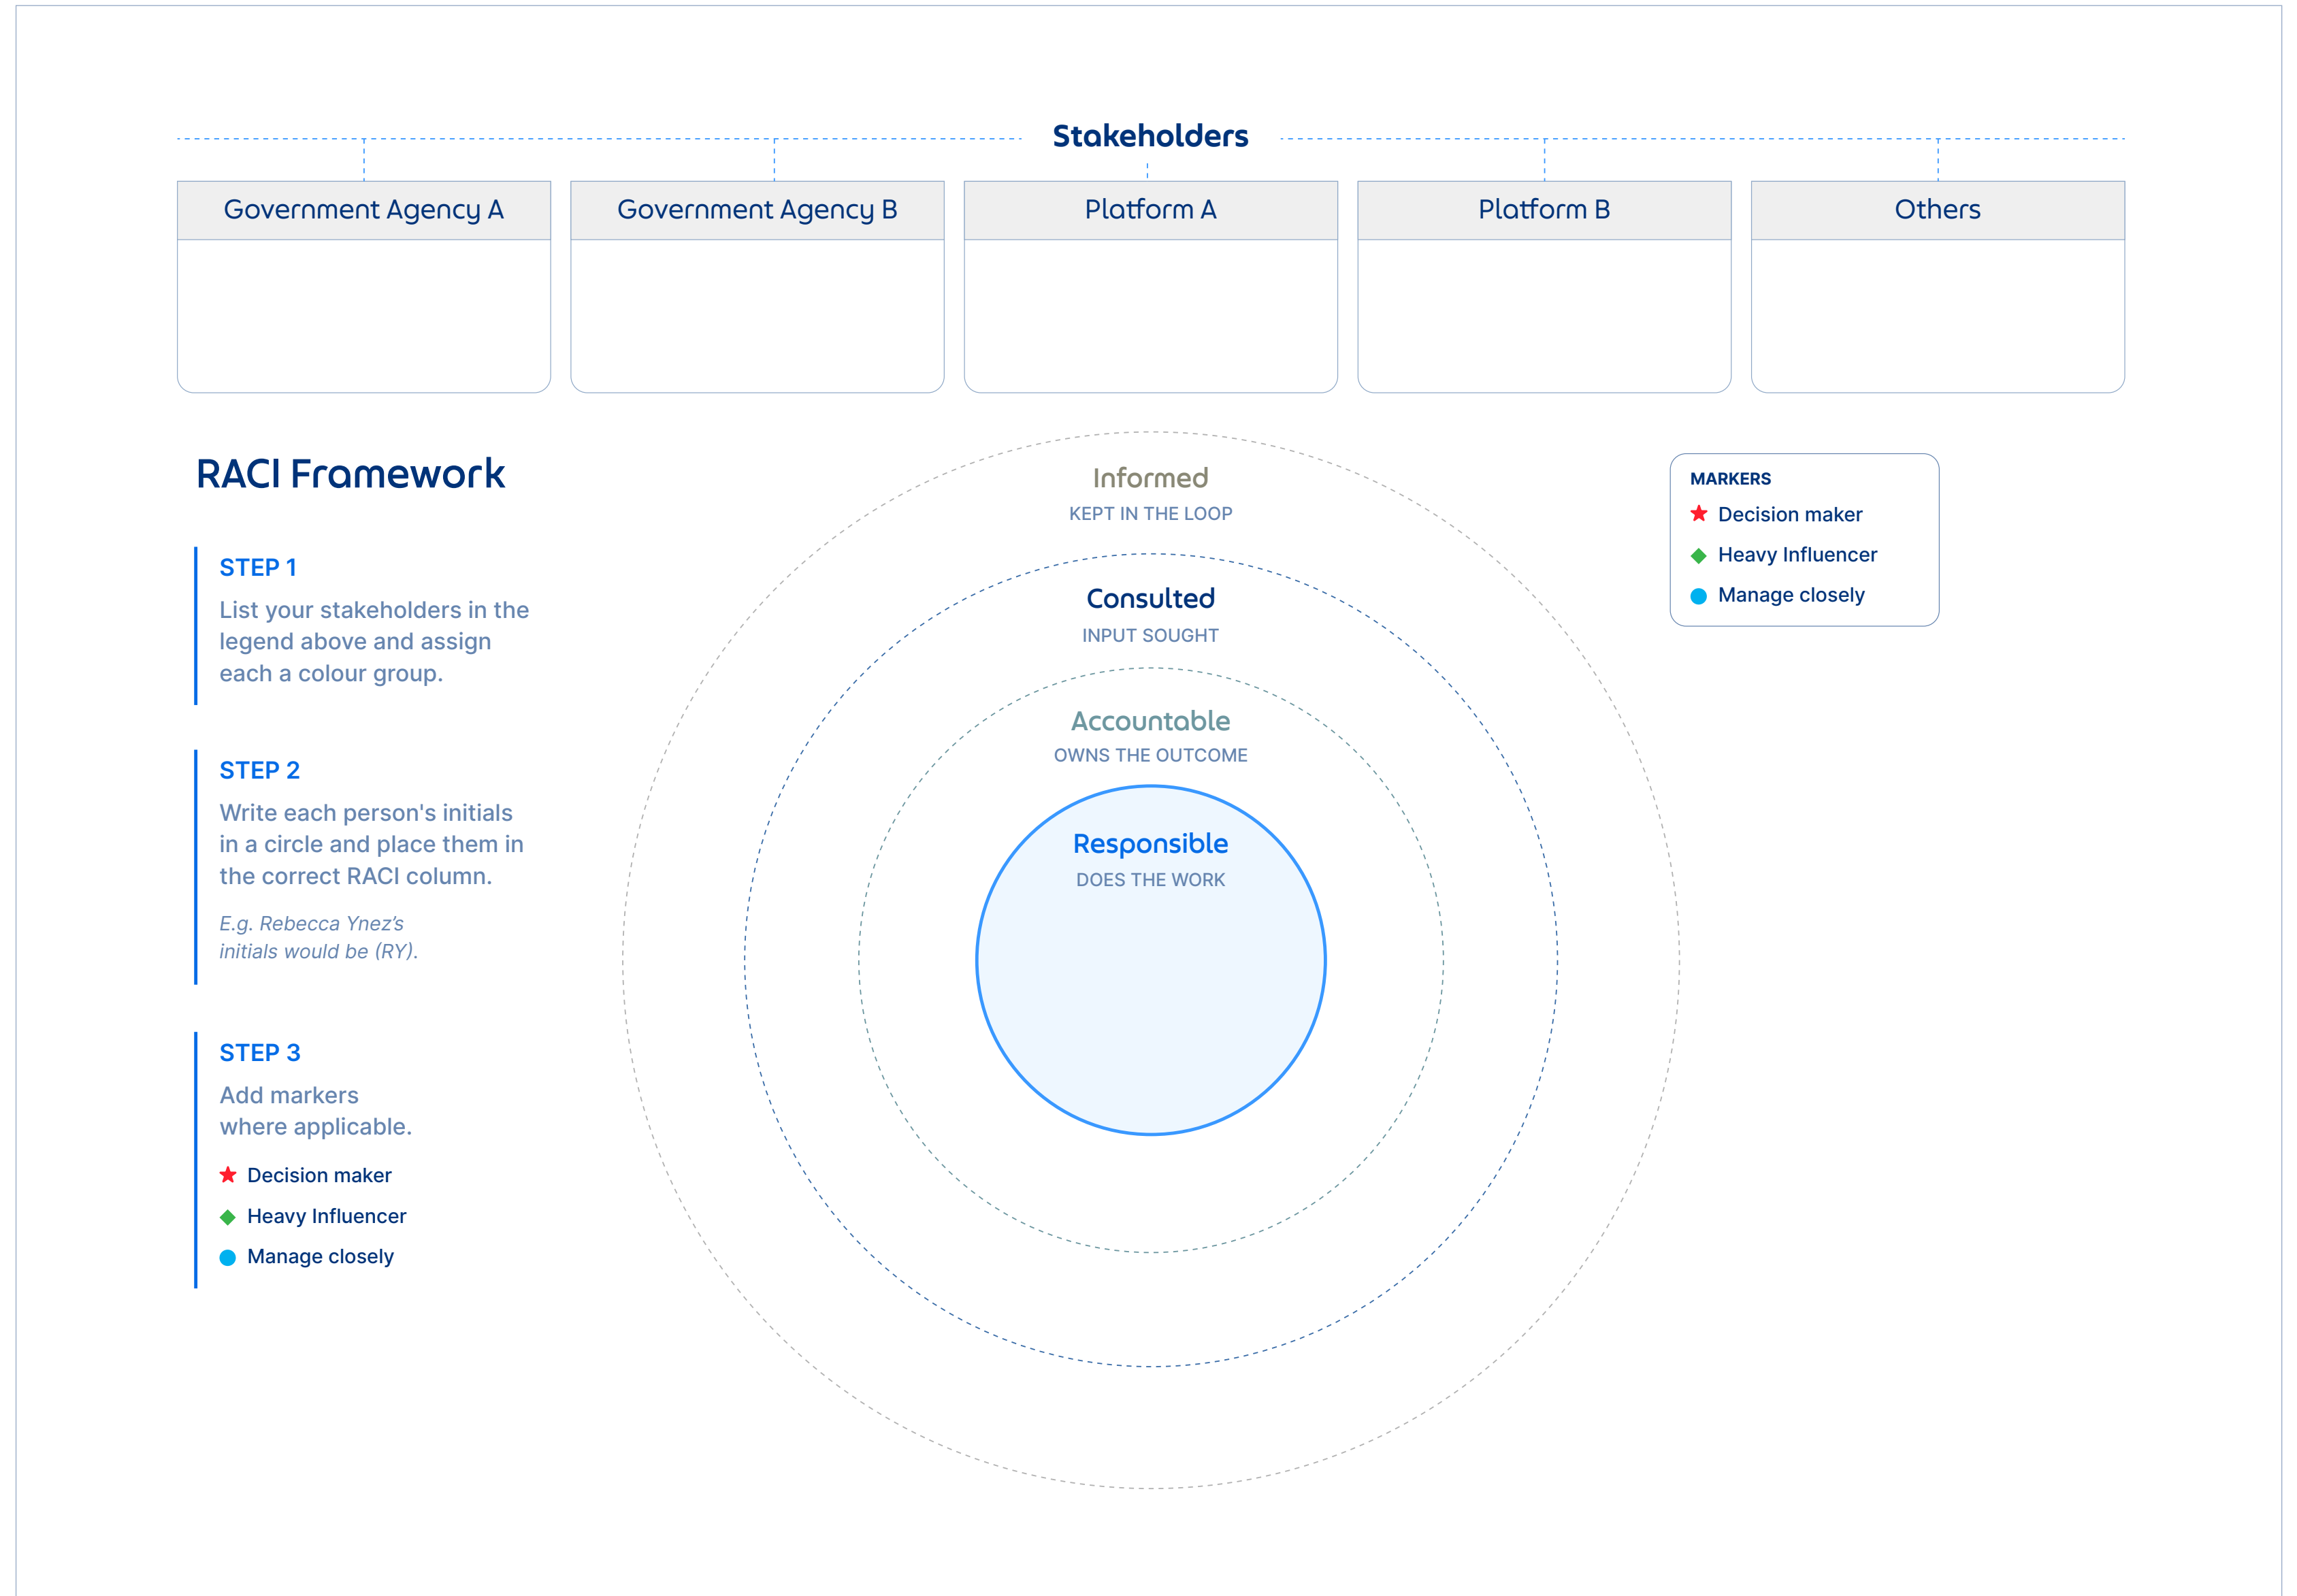 Stakeholders
Government Agency A
Government Agency B
Platform A
Platform B
Others
RACI Framework
STEP 1
List your stakeholders in the
legend above and assign
each a colour group.
STEP 2
Write each person's initials
in a circle and place them in
the correct RACI column.
E.g. Rebecca Ynez’s
initials would be (RY).
STEP 3
Add markers
where applicable.
Decision maker
Heavy Influencer
Manage closely
Informed
KEPT IN THE LOOP
Consulted
INPUT SOUGHT
Accountable
OWNS THE OUTCOME
Responsible
DOES THE WORK
MARKERS
Decision maker
Heavy Influencer
Manage closely